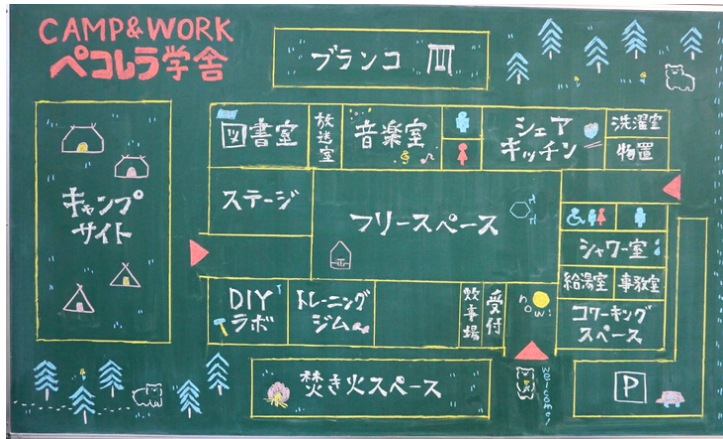 CAMP&WORK
ペコレラ学舎
ブランコ
図書室
放送室
音楽室
シェア
キッチン
洗濯室
物置
キャンプ
サイト
ステージ
フリースペース
シャワー室
給湯室
事務室
コワーキング
スペース
DIY
ラボ
トレーニング
ジム
炊事場
受付
now!
焚き火スペース
welcome!
P